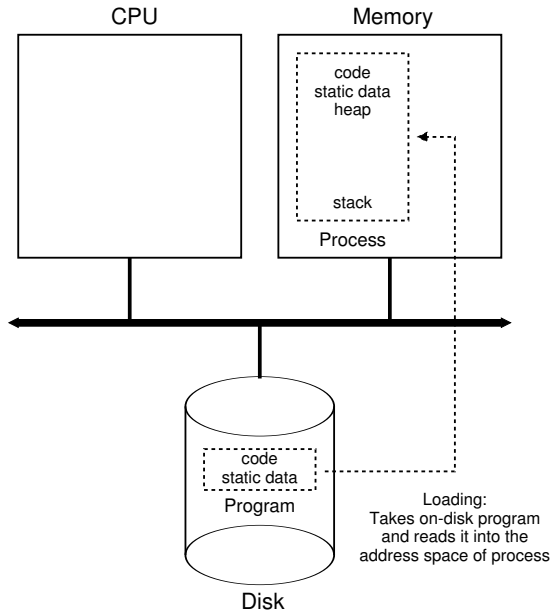 CPU
Memory
code
static data
heap
stack
Process
code
static data
Program
Loading:
Takes on-disk program
and reads it into the
address space of process
Disk